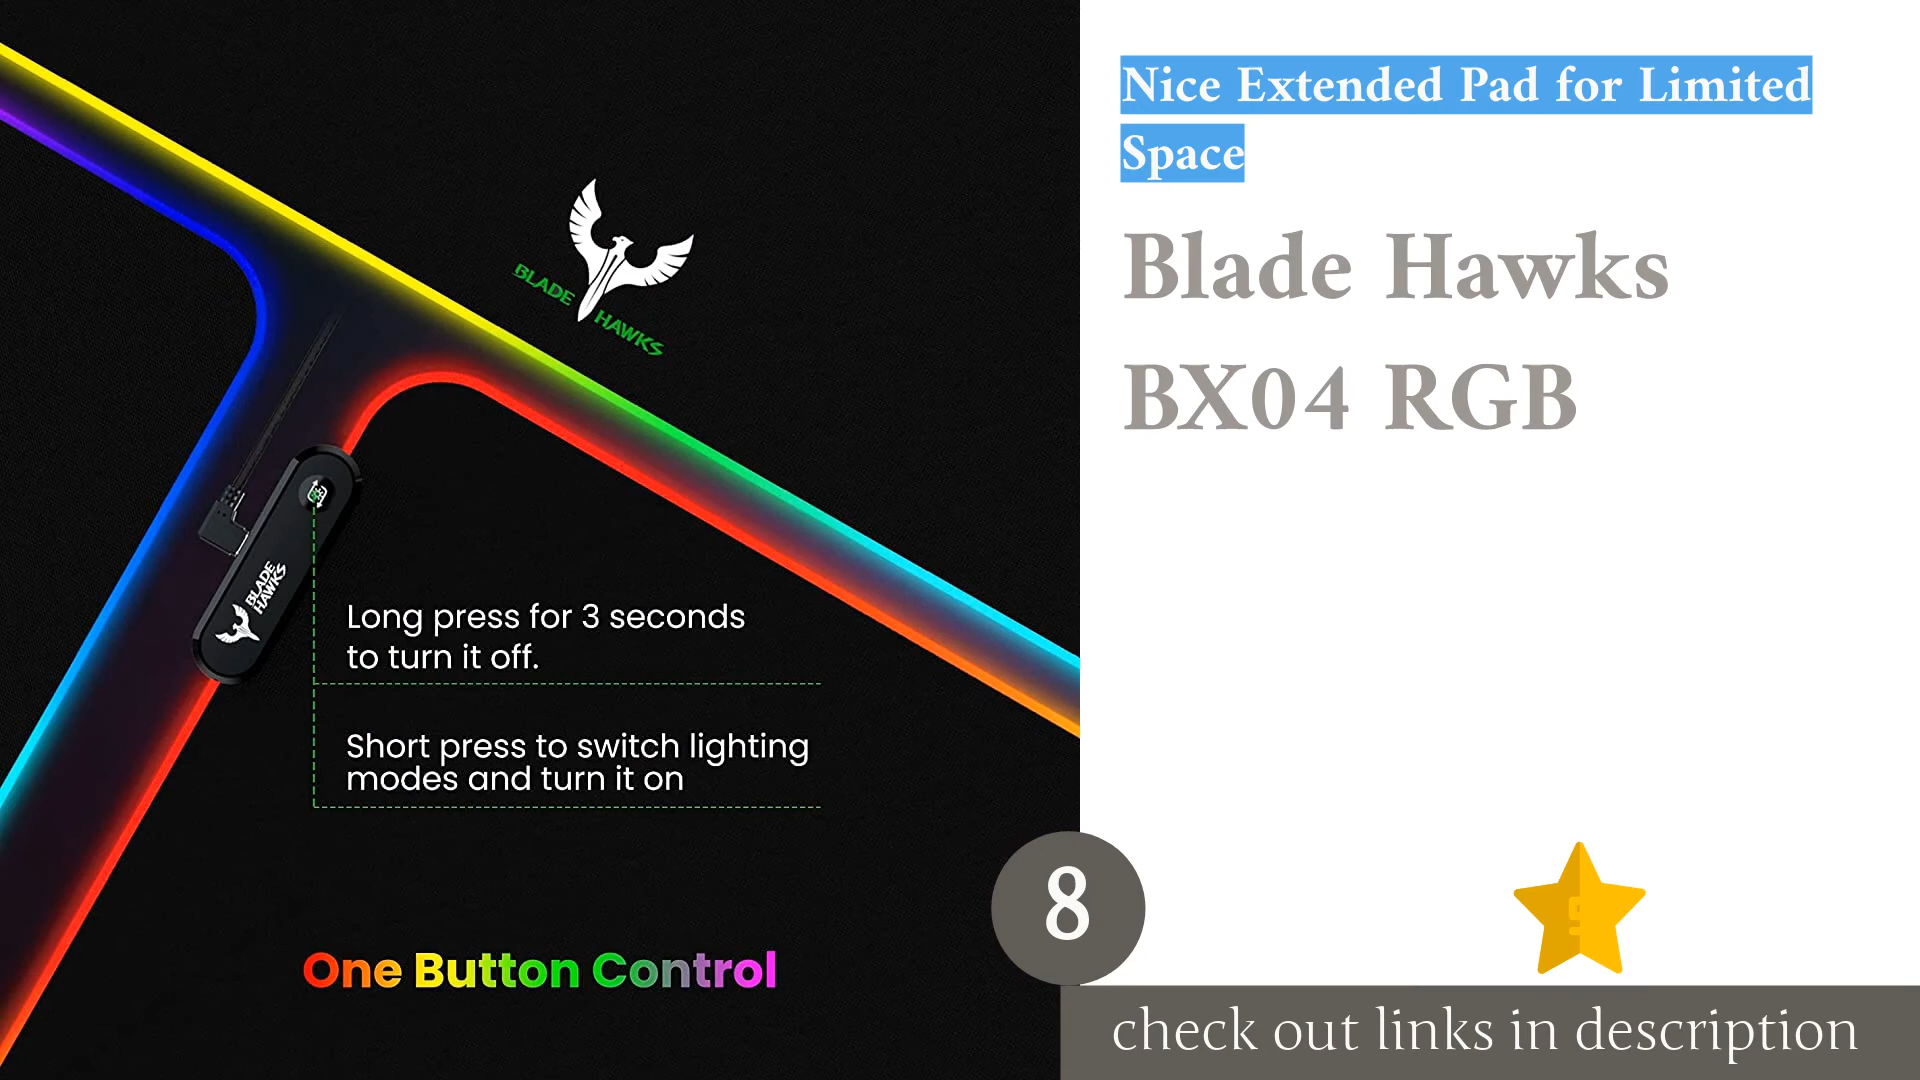 Nice Extended Pad for Limited
Space
Blade Hawks
BX04 RGB
BLADE
HAWKS
BLADE
HAWKS
Long press for 3 seconds
to turn it off.
Short press to switch lighting
modes and turn it on
One Button Control
8
check out links in description